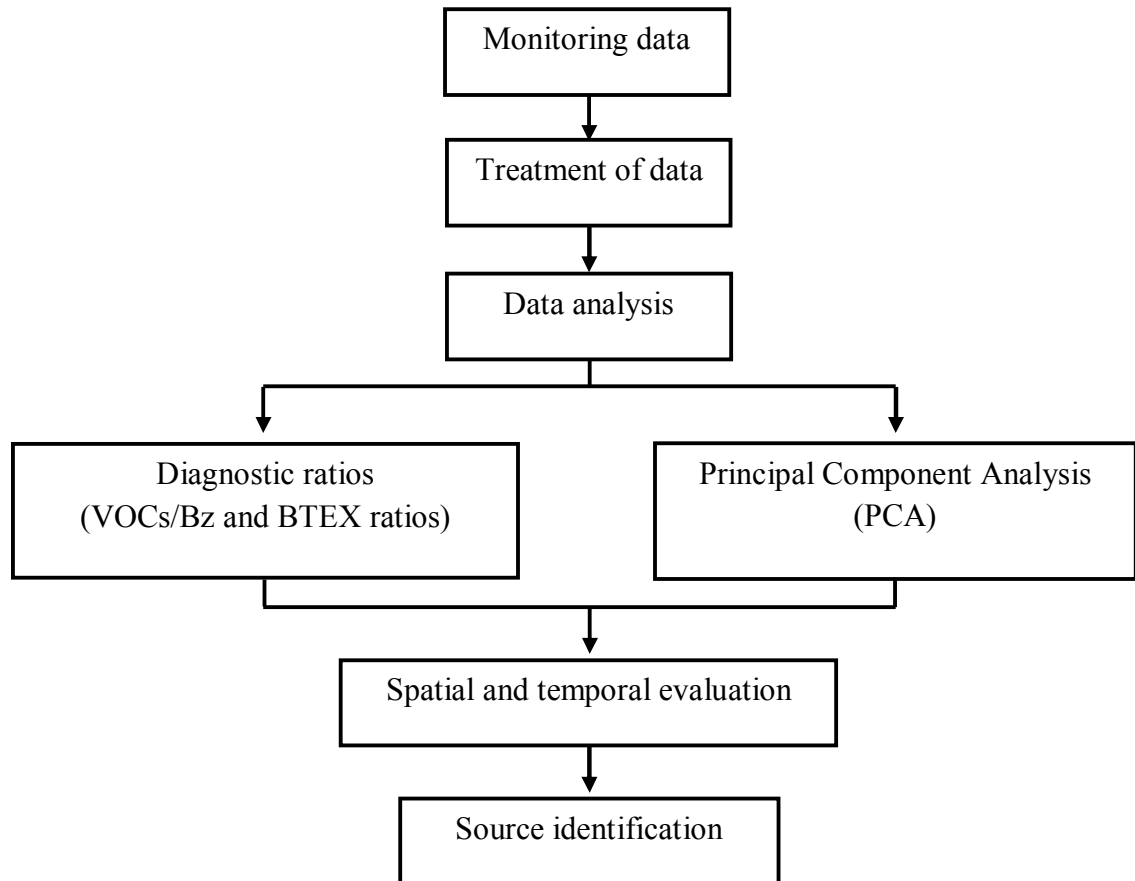 Monitoring data
Treatment of data
Data analysis
Diagnostic ratios
(VOCs/Bz and BTEX ratios)
Principal Component Analysis
(PCA)
Spatial and temporal evaluation
Source identification